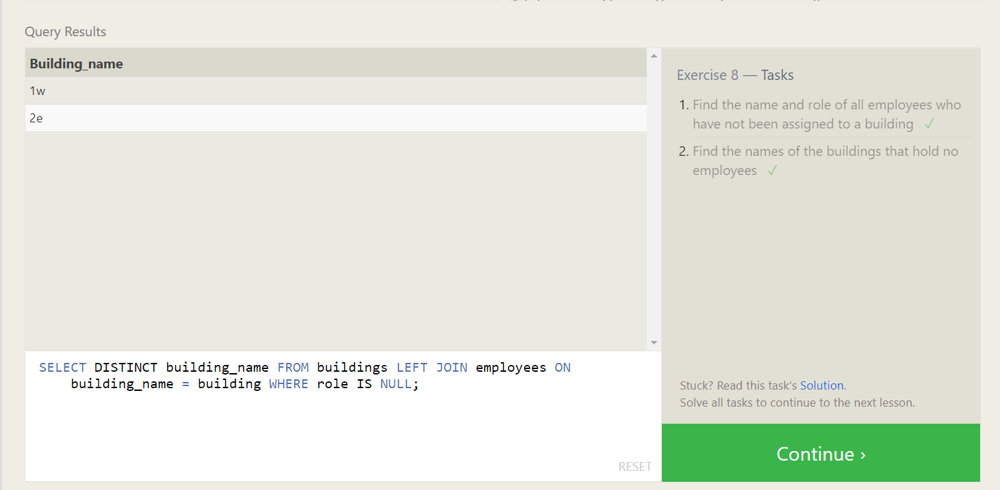 Query Results
Building_name
1w
2e
SELECT DISTINCT building_name FROM buildings LEFT JOIN employees ON
building_name = building WHERE role IS NULL;
RESET
Exercise 8 — Tasks
1. Find the name and role of all employees who
have not been assigned to a building ✓
2. Find the names of the buildings that hold no
employees ✓
Stuck? Read this task's Solution.
Solve all tasks to continue to the next lesson.
Continue ›